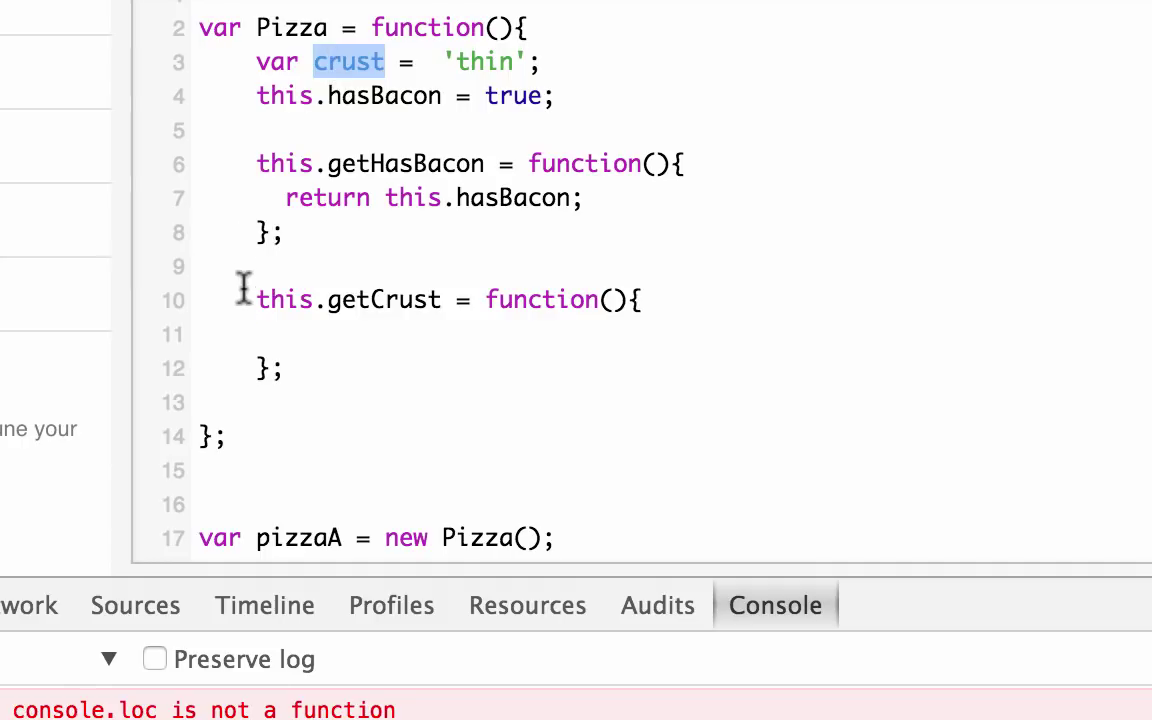 2 var Pizza = function(){
3 var crust = 'thin';
4 this.hasBacon = true;
5
6 this.getHasBacon = function(){
7 return this.hasBacon;
8 };
9
10 this.getCrust = function(){
11
12 };
13
une your
14 };
15
16
17 var pizzaA = new Pizza();
work Sources Timeline Profiles Resources Audits Console
▼ Preserve log
console.loc is not a function